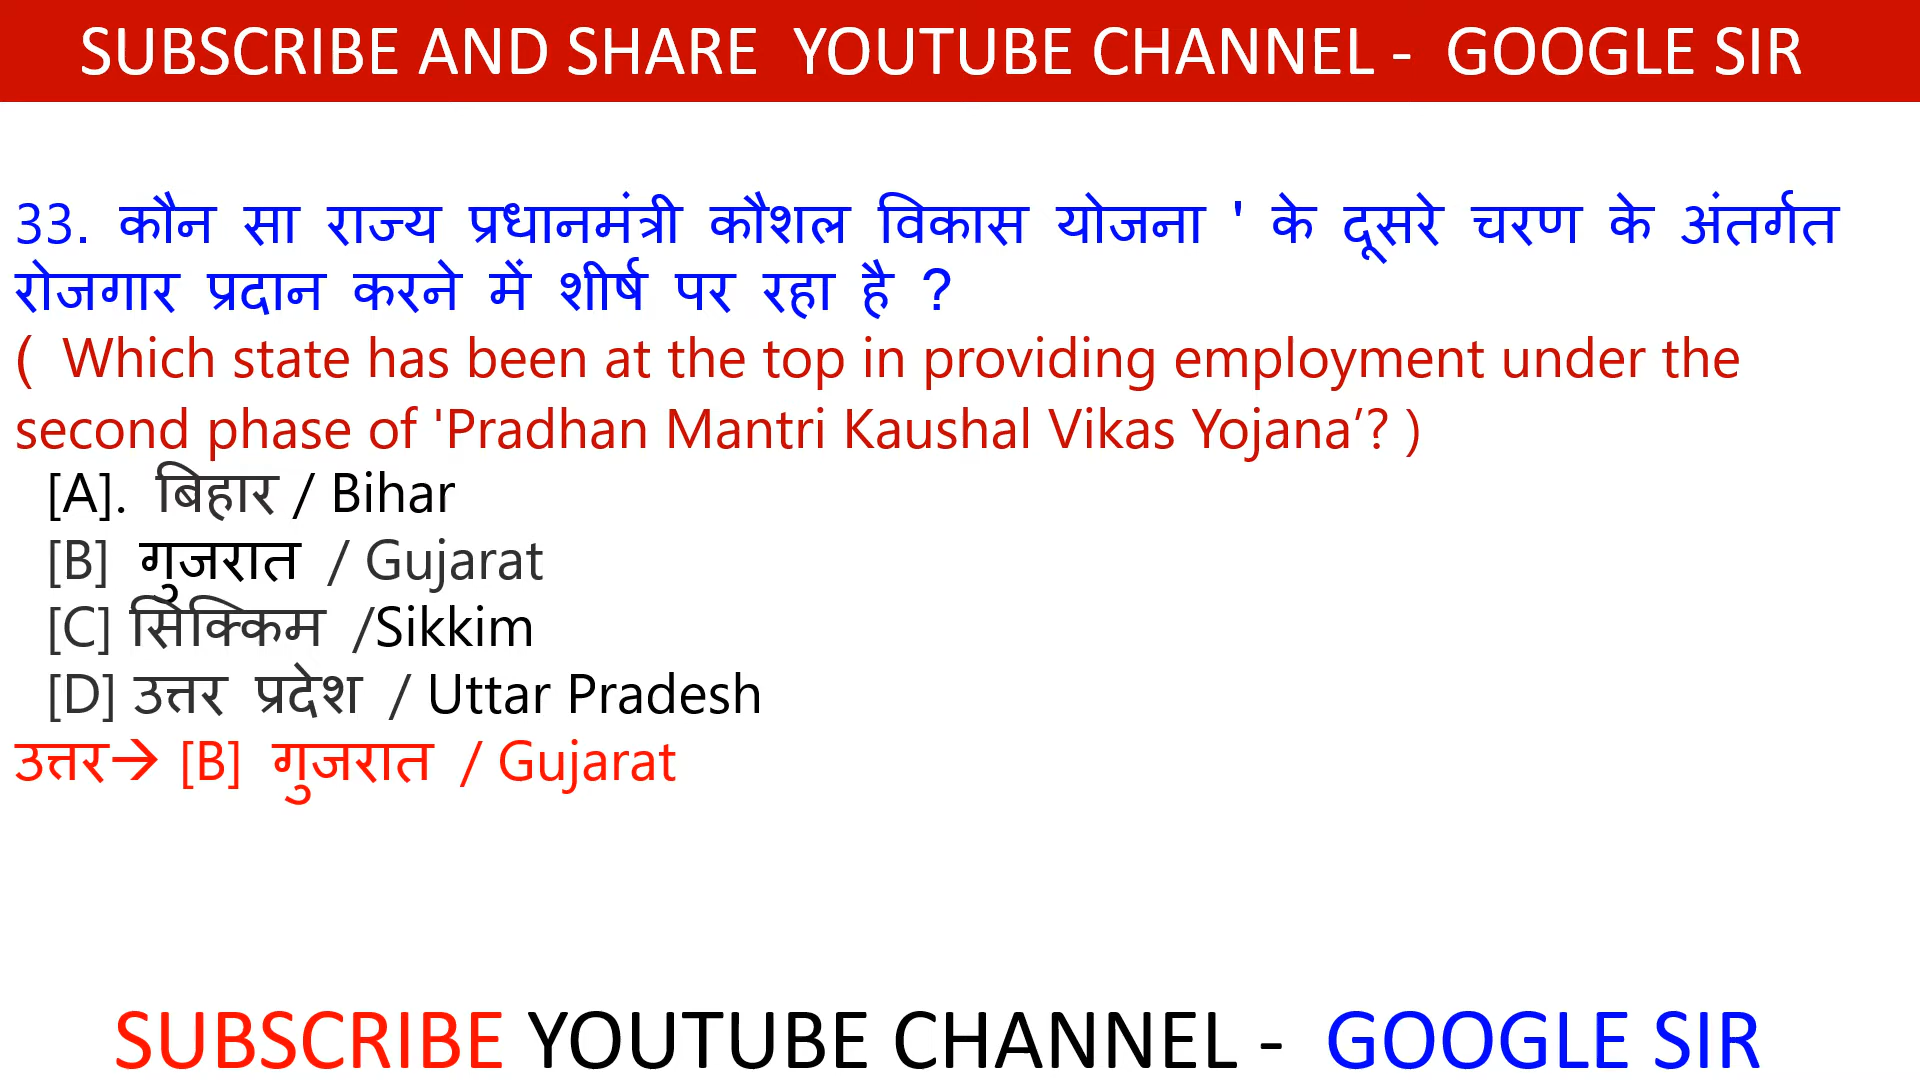 SUBSCRIBE AND SHARE YOUTUBE CHANNEL - GOOGLE SIR
33. कौन सा राज्य प्रधानमंत्री कौशल विकास योजना ' के दूसरे चरण के अंतर्गत
रोजगार प्रदान करने में शीर्ष पर रहा है ?
( Which state has been at the top in providing employment under the
second phase of 'Pradhan Mantri Kaushal Vikas Yojana’? )
[A]. बिहार / Bihar
[B] गुजरात / Gujarat
[C] सिक्किम /Sikkim
[D] उत्तर प्रदेश / Uttar Pradesh
उत्तर→ [B] गुजरात / Gujarat
SUBSCRIBE YOUTUBE CHANNEL - GOOGLE SIR